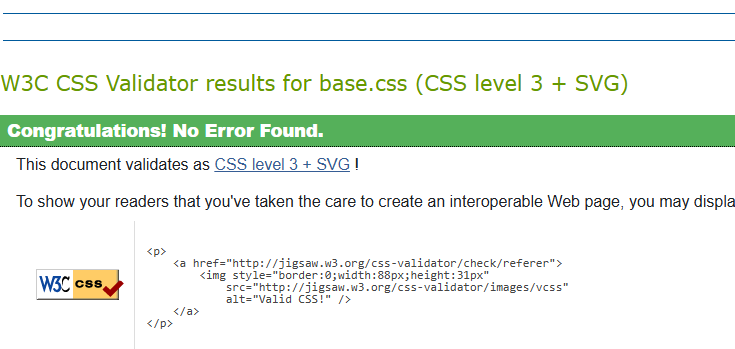 W3C CSS Validator results for base.css (CSS level 3 + SVG)
Congratulations! No Error Found.
This document validates as CSS level 3 + SVG !
To show your readers that you've taken the care to create an interoperable Web page, you may displa
W3C css
<p>
<a href="http://jigsaw.w3.org/css-validator/check/referer">
<img style="border:0;width:88px;height:31px"
src="http://jigsaw.w3.org/css-validator/images/vcss"
alt="Valid CSS!" />
</a>
</p>